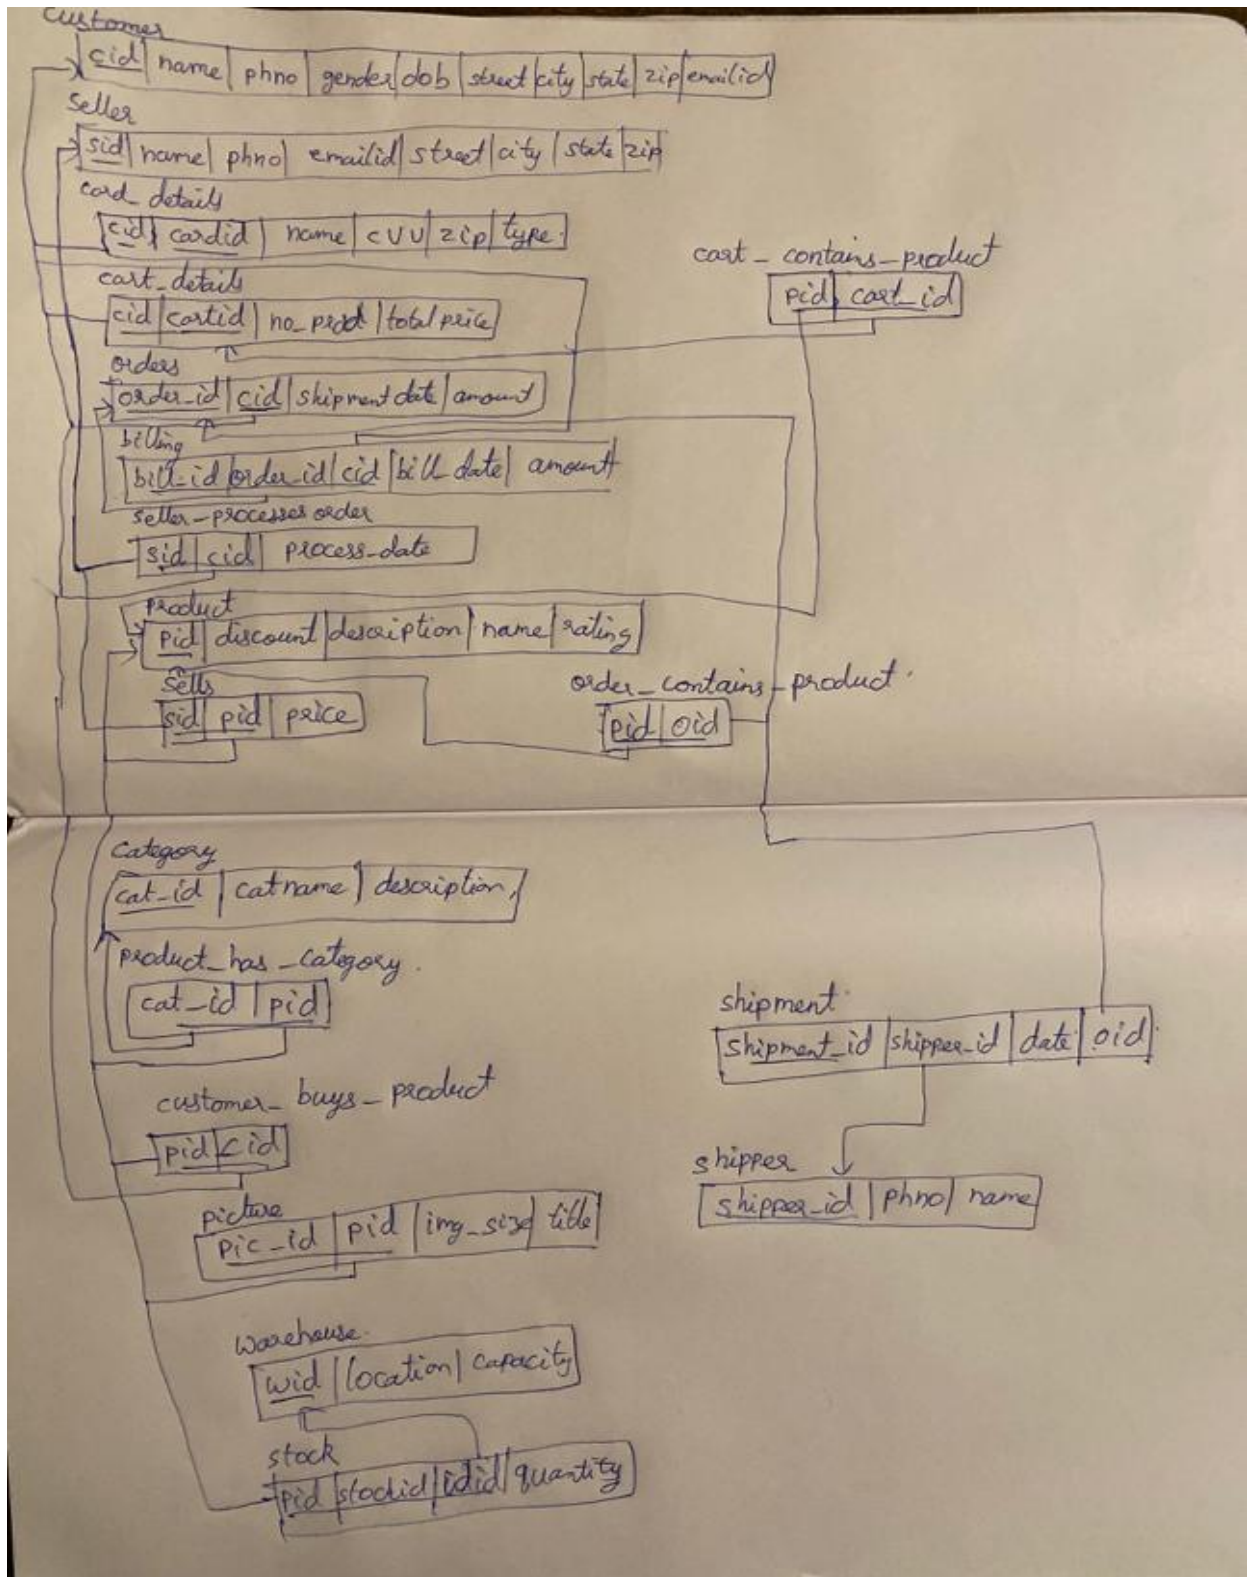 Customer
cid name phno gender dob street city state zip emailid
Seller
sid name phno emailid street city state zip
card_details
cid cardid name cvv zip type
cart_details
cid cartid no_prod total price
cart_contains_product
pid cart_id
orders
order_id cid shipment date amount
billing
bill_id order_id cid bill_date amount
seller_processes order
sid cid process_date
product
pid discount description name rating
sells
sid pid price
order_contains_product
pid oid
category
cat_id catname description
product_has_category
cat_id pid
shipment
shipment_id shipper_id date oid
customer_buys_product
pid cid
shipper
shipper_id phno name
picture
pic_id pid img_size title
warehouse
wid location capacity
stock
pid stockid quantity